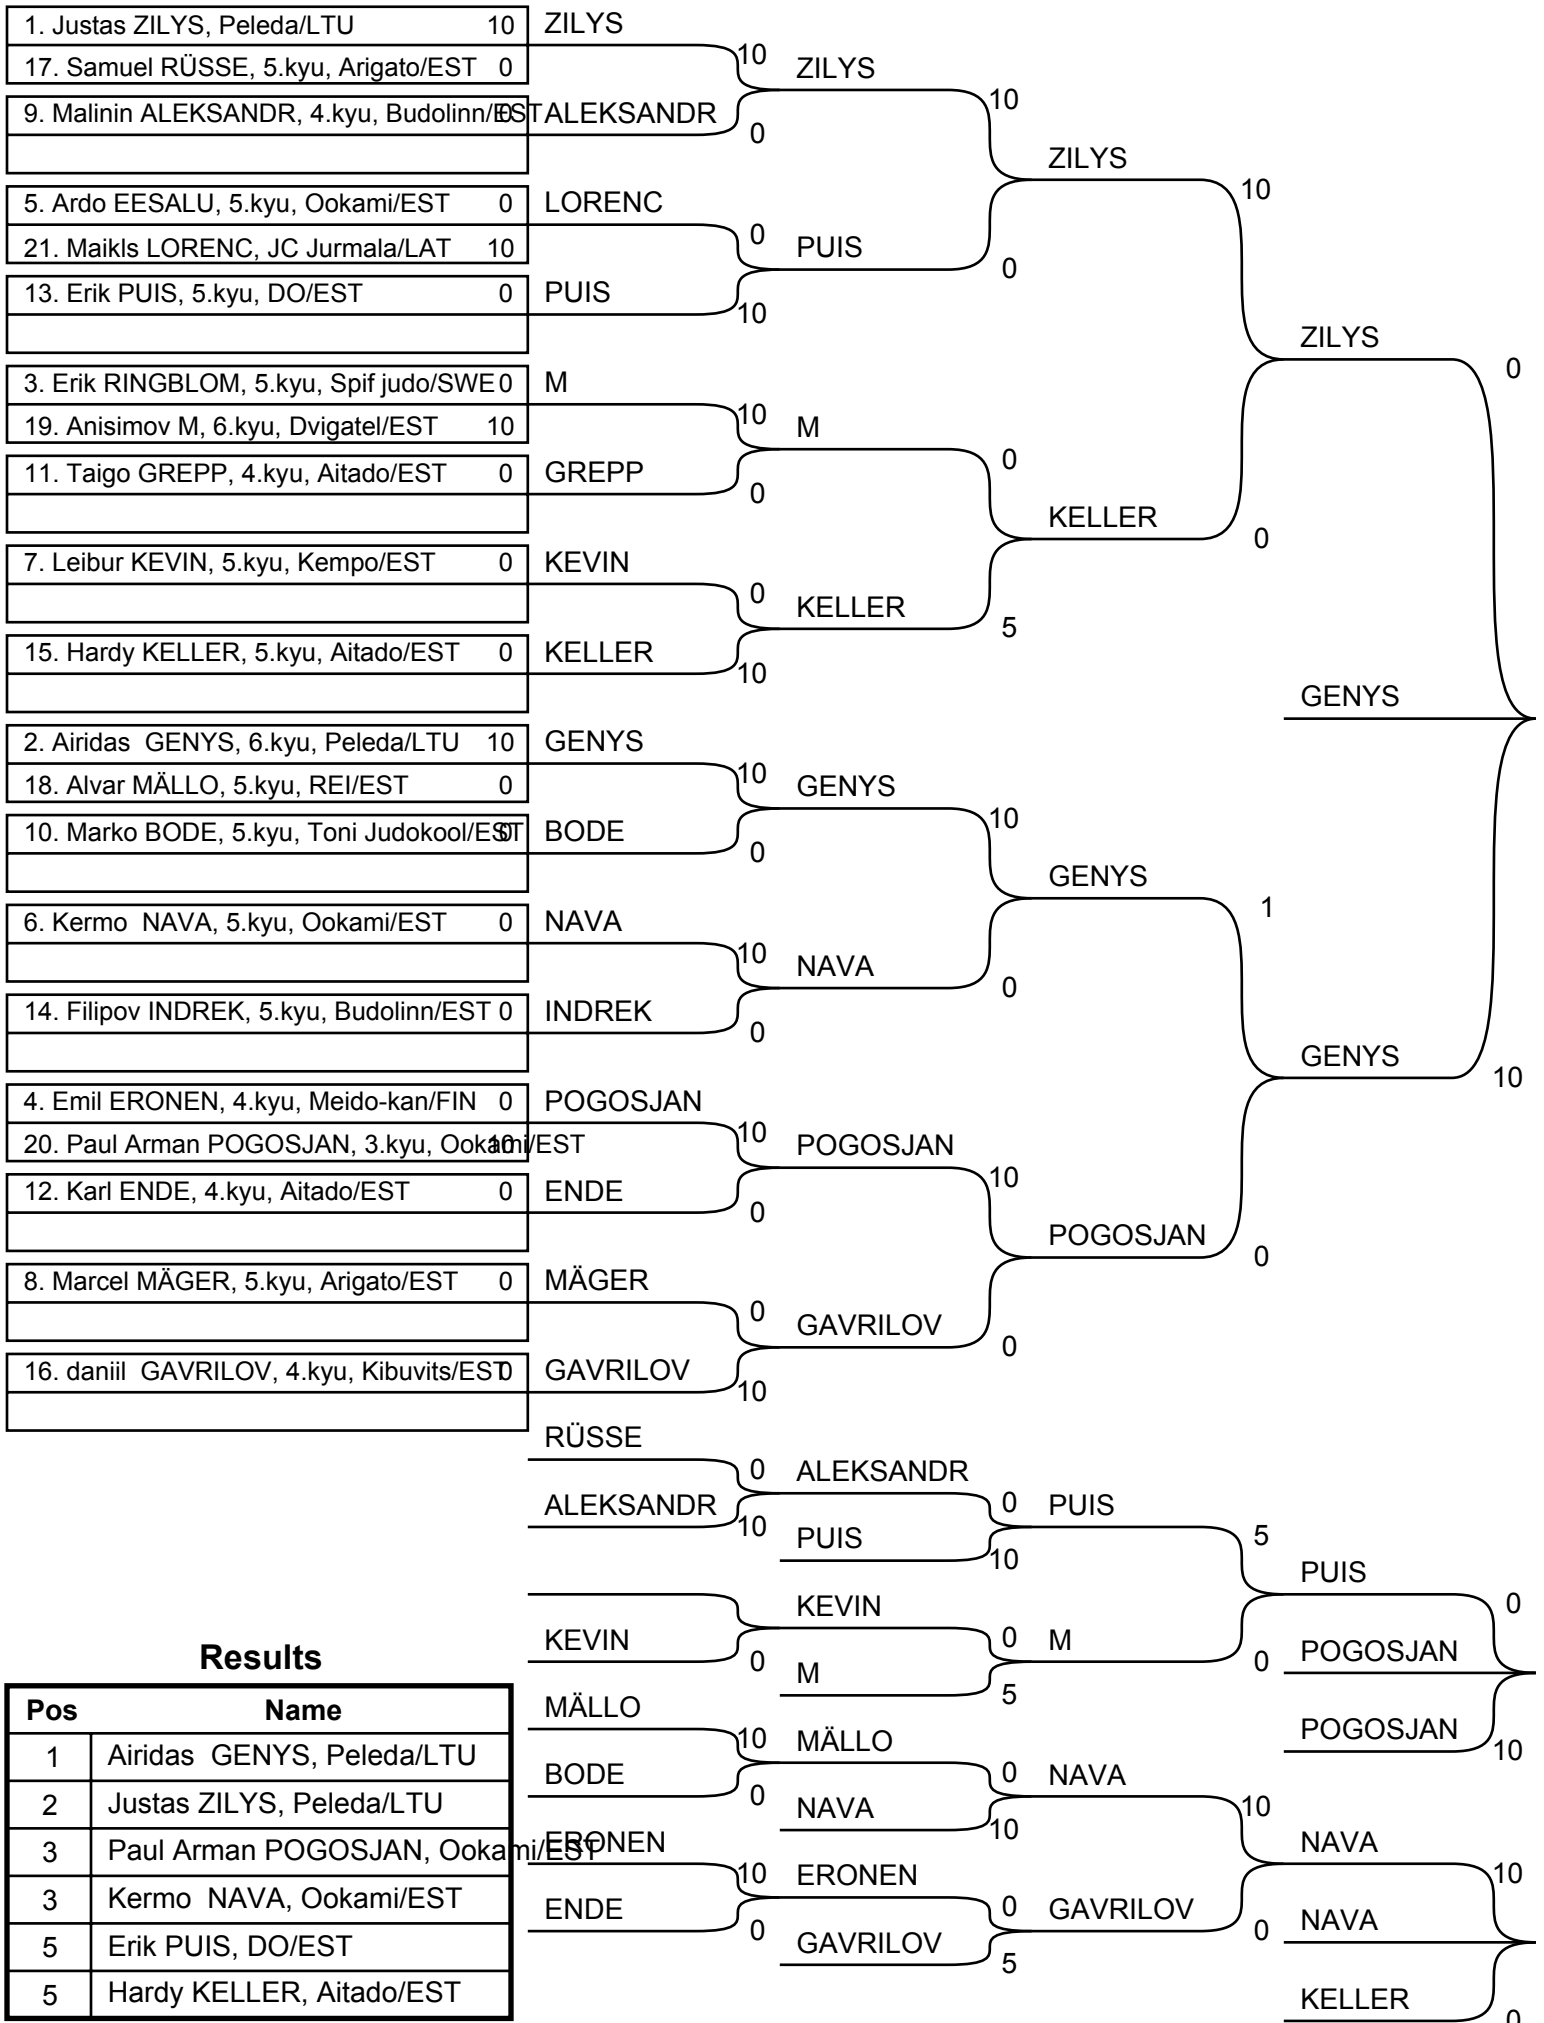 1. Justas ZILYS, Peleda/LTU 10 ZILYS
10
17. Samuel RÜSSE, 5.kyu, Arigato/EST 0
ZILYS
10
9. Malinin ALEKSANDR, 4.kyu, Budolinn/EST 0 ALEKSANDR
0
ZILYS
10
5. Ardo EESALU, 5.kyu, Ookami/EST 0 LORENC
0
21. Maikls LORENC, JC Jurmala/LAT 10
PUIS
0
13. Erik PUIS, 5.kyu, DO/EST 0 PUIS
10
ZILYS
0
3. Erik RINGBLOM, 5.kyu, Spif judo/SWE 0 M
10
19. Anisimov M, 6.kyu, Dvigatel/EST 10
M
0
11. Taigo GREPP, 4.kyu, Aitado/EST 0 GREPP
0
KELLER
0
7. Leibur KEVIN, 5.kyu, Kempo/EST 0 KEVIN
0
KELLER
5
15. Hardy KELLER, 5.kyu, Aitado/EST 0 KELLER
10
GENYS
2. Airidas GENYS, 6.kyu, Peleda/LTU 10 GENYS
10
18. Alvar MÄLLO, 5.kyu, REI/EST 0
GENYS
10
10. Marko BODE, 5.kyu, Toni Judokool/EST 0 BODE
0
GENYS
1
6. Kermo NAVA, 5.kyu, Ookami/EST 0 NAVA
10
NAVA
0
14. Filipov INDREK, 5.kyu, Budolinn/EST 0 INDREK
0
GENYS
10
4. Emil ERONEN, 4.kyu, Meido-kan/FIN 0 POGOSJAN
10
20. Paul Arman POGOSJAN, 3.kyu, Ookami/EST 10
POGOSJAN
10
12. Karl ENDE, 4.kyu, Aitado/EST 0 ENDE
0
POGOSJAN
0
8. Marcel MÄGER, 5.kyu, Arigato/EST 0 MÄGER
0
GAVRILOV
0
16. daniil GAVRILOV, 4.kyu, Kibuvits/EST 0 GAVRILOV
10
RÜSSE
0
ALEKSANDR
0
ALEKSANDR
10
PUIS
5
PUIS
10
PUIS
0
KEVIN
0
KEVIN
0
M
0
M
5
POGOSJAN
POGOSJAN
10
MÄLLO
10
MÄLLO
0
BODE
0
NAVA
10
NAVA
10
ERONEN
10
ERONEN
0
ENDE
0
GAVRILOV
0
GAVRILOV
5
NAVA
10
NAVA
KELLER
0
Results
Pos Name
1 Airidas GENYS, Peleda/LTU
2 Justas ZILYS, Peleda/LTU
3 Paul Arman POGOSJAN, Ookami/EST
3 Kermo NAVA, Ookami/EST
5 Erik PUIS, DO/EST
5 Hardy KELLER, Aitado/EST